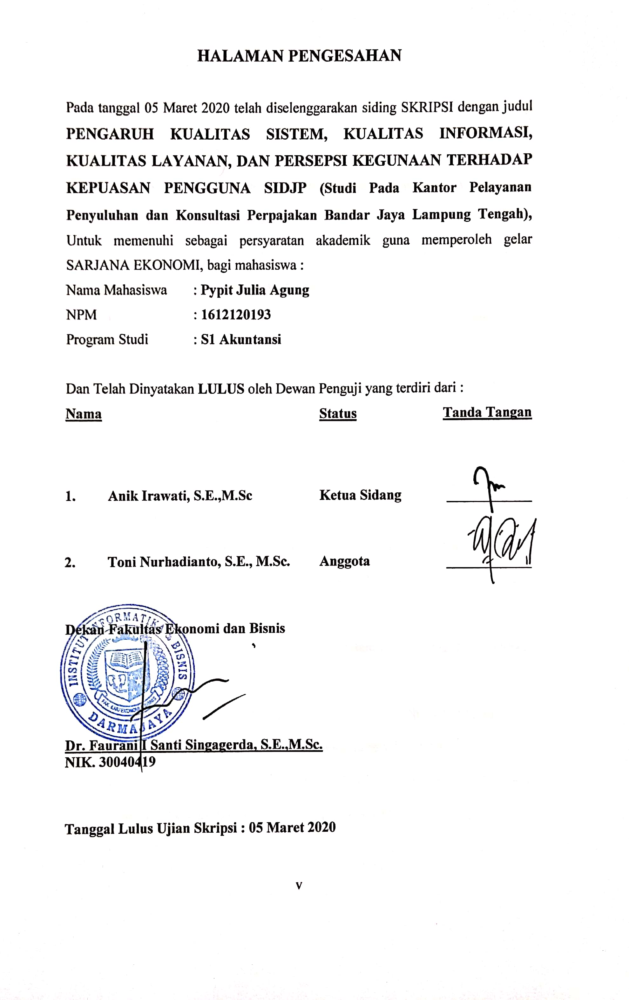 HALAMAN PENGESAHAN
Pada tanggal 05 Maret 2020 telah diselenggarakan siding SKRIPSI dengan judul
PENGARUH KUALITAS SISTEM, KUALITAS INFORMASI,
KUALITAS LAYANAN, DAN PERSEPSI KEGUNAAN TERHADAP
KEPUASAN PENGGUNA SIDJP (Studi Pada Kantor Pelayanan
Penyuluhan dan Konsultasi Perpajakan Bandar Jaya Lampung Tengah),
Untuk memenuhi sebagai persyaratan akademik guna memperoleh gelar
SARJANA EKONOMI, bagi mahasiswa :
Nama Mahasiswa : Pypit Julia Agung
NPM : 1612120193
Program Studi : S1 Akuntansi
Dan Telah Dinyatakan LULUS oleh Dewan Penguji yang terdiri dari :
Nama Status Tanda Tangan
1. Anik Irawati, S.E.,M.Sc Ketua Sidang
2. Toni Nurhadianto, S.E., M.Sc. Anggota
Dekan Fakultas Ekonomi dan Bisnis
INSTITUT INFORMATIKA & BISNIS
DARMAJAYA
Dr. Faurani I Santi Singagerda, S.E.,M.Sc.
NIK. 30040419
Tanggal Lulus Ujian Skripsi : 05 Maret 2020
v